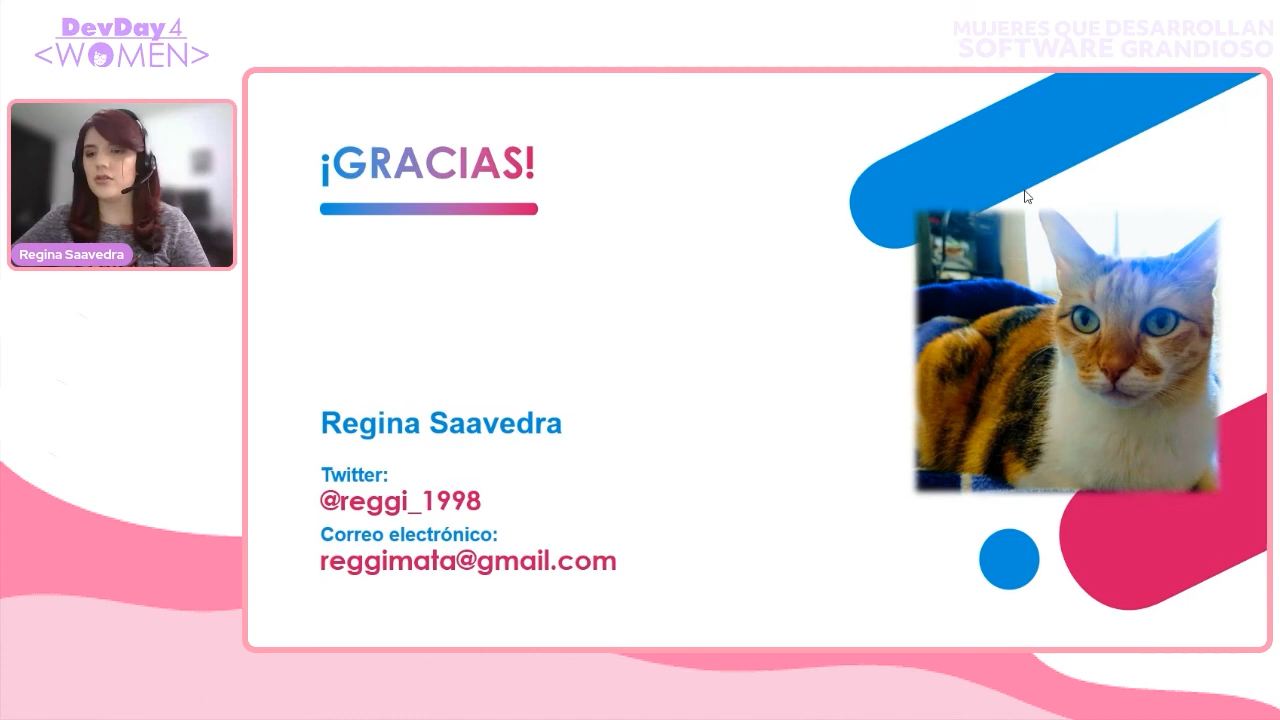 DevDay4
<WOMEN>
MUJERES QUE DESARROLLAN
SOFTWARE GRANDIOSO
Regina Saavedra
¡GRACIAS!
Regina Saavedra
Twitter:
@reggi_1998
Correo electrónico:
reggimata@gmail.com